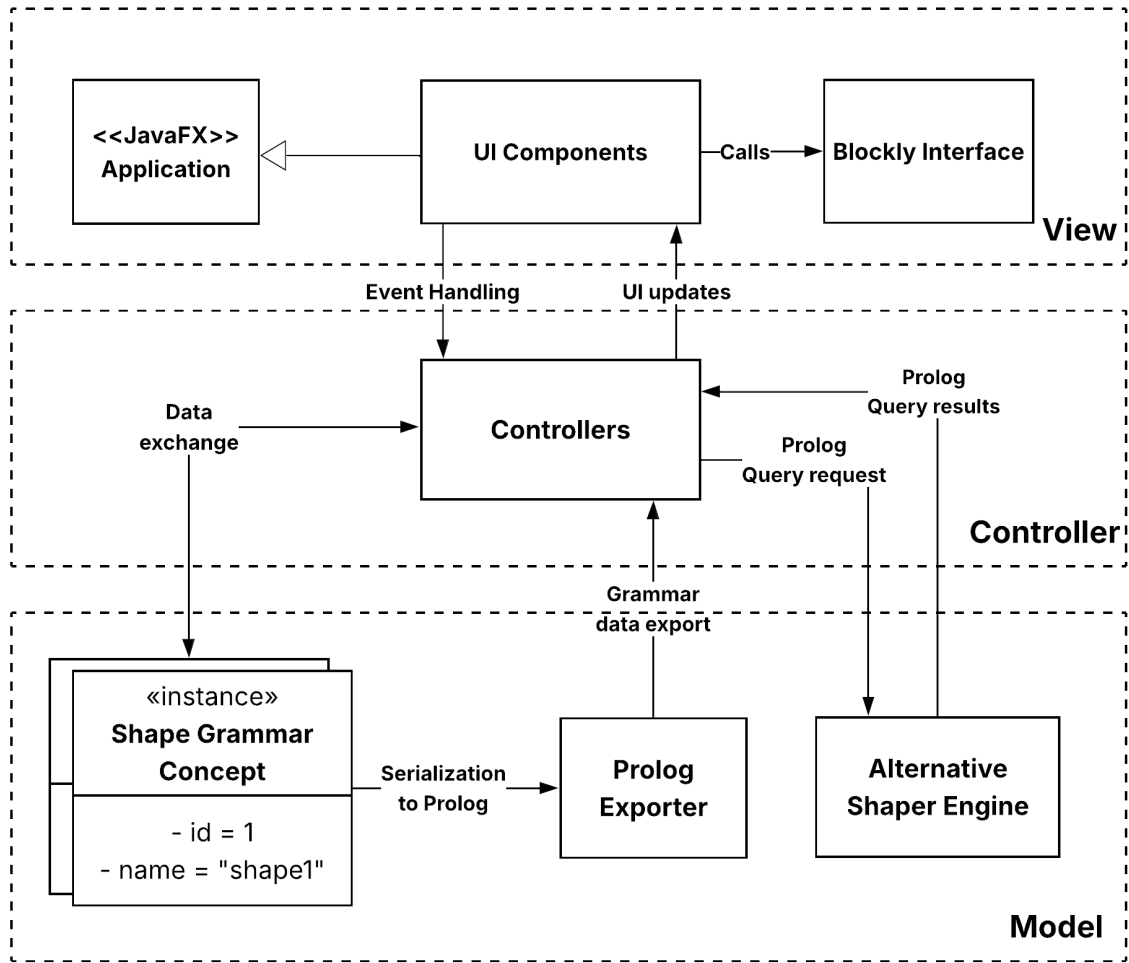 <<JavaFX>>
Application
UI Components
Calls
Blockly Interface
View
Event Handling
UI updates
Prolog
Query results
Data
exchange
Controllers
Prolog
Query request
Controller
Grammar
data export
«instance»
Shape Grammar
Concept
- id = 1
- name = "shape1"
Serialization
to Prolog
Prolog
Exporter
Alternative
Shaper Engine
Model